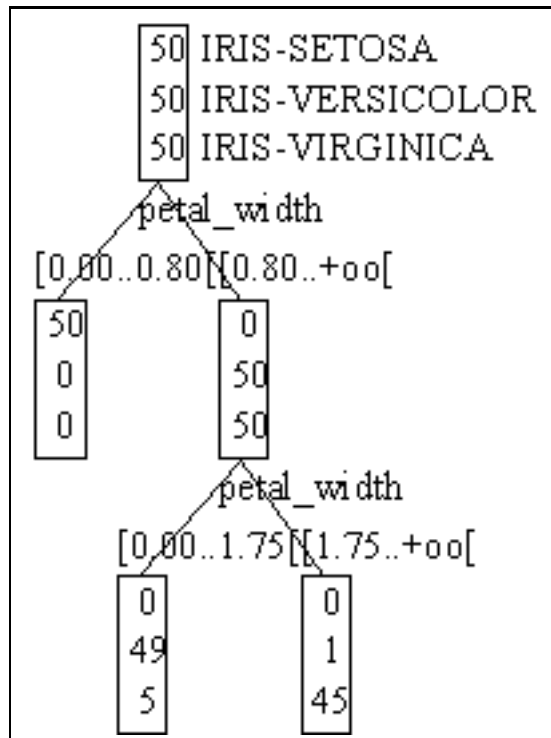 50 IRIS-SETOSA
50 IRIS-VERSICOLOR
50 IRIS-VIRGINICA
petal_width
[0.00..0.80[ [0.80..+oo[
50 0
0 50
0 50
petal_width
[0.00..1.75[ [1.75..+oo[
0 0
49 1
5 45